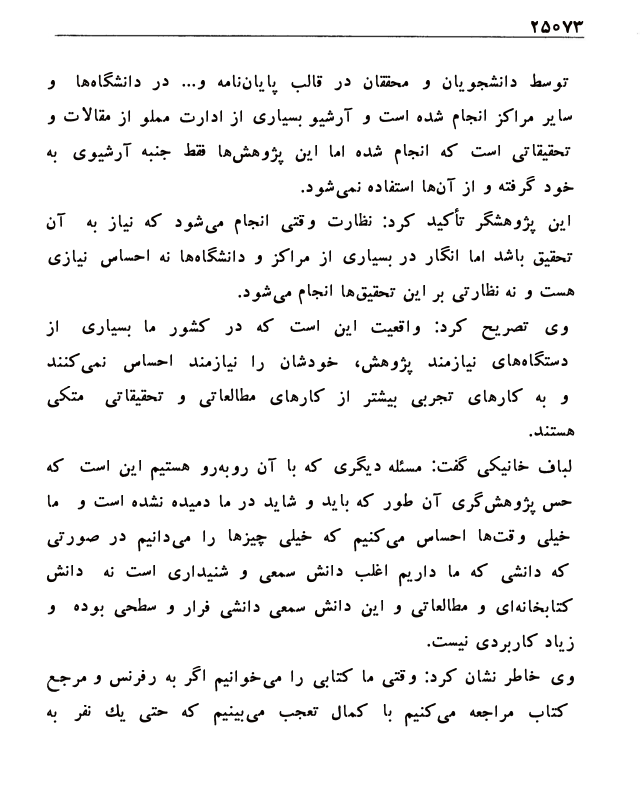 ۲۵۰۷۳
توسط دانشجویان و محققان در قالب پایان‌نامه و... در دانشگاه‌ها و
سایر مراکز انجام شده است و آرشیو بسیاری از ادارت مملو از مقالات و
تحقیقاتی است که انجام شده اما این پژوهش‌ها فقط جنبه آرشیوی به
خود گرفته و از آن‌ها استفاده نمی‌شود.
این پژوهشگر تأکید کرد: نظارت وقتی انجام می‌شود که نیاز به آن
تحقیق باشد اما انگار در بسیاری از مراکز و دانشگاه‌ها نه احساس نیازی
هست و نه نظارتی بر این تحقیق‌ها انجام می‌شود.
وی تصریح کرد: واقعیت این است که در کشور ما بسیاری از
دستگاه‌های نیازمند پژوهش، خودشان را نیازمند احساس نمی‌کنند
و به کارهای تجربی بیشتر از کارهای مطالعاتی و تحقیقاتی متکی
هستند.
لباف خانیکی گفت: مسئله دیگری که با آن روبه‌رو هستیم این است که
حس پژوهش‌گری آن طور که باید و شاید در ما دمیده نشده است و ما
خیلی وقت‌ها احساس می‌کنیم که خیلی چیزها را می‌دانیم در صورتی
که دانشی که ما داریم اغلب دانش سمعی و شنیداری است نه دانش
کتابخانه‌ای و مطالعاتی و این دانش سمعی دانشی فرار و سطحی بوده و
زیاد کاربردی نیست.
وی خاطر نشان کرد: وقتی ما کتابی را می‌خوانیم اگر به رفرنس و مرجع
کتاب مراجعه می‌کنیم با کمال تعجب می‌بینیم که حتی یك نفر به